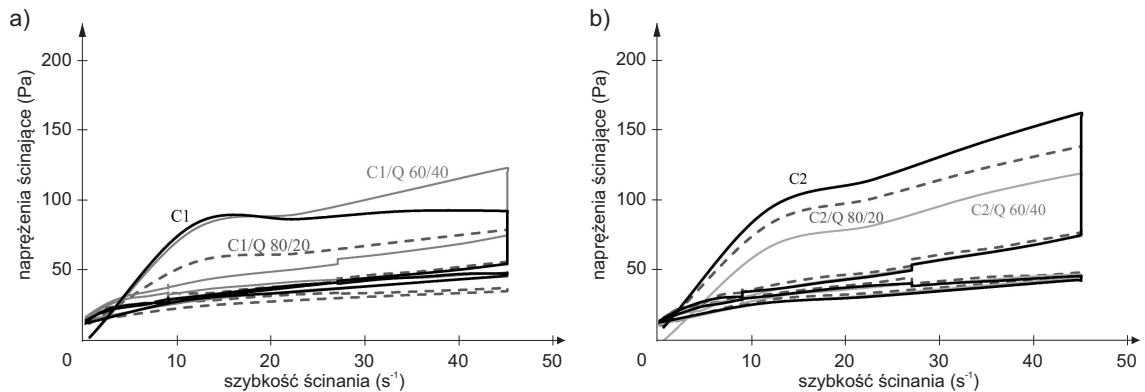 a)
naprężenia ścinające (Pa)
200
150
100
50
0
10
20
30
40
50
szybkość ścinania (s⁻¹)
C1
C1/Q 60/40
C1/Q 80/20
b)
naprężenia ścinające (Pa)
200
150
100
50
0
10
20
30
40
50
szybkość ścinania (s⁻¹)
C2
C2/Q 80/20
C2/Q 60/40